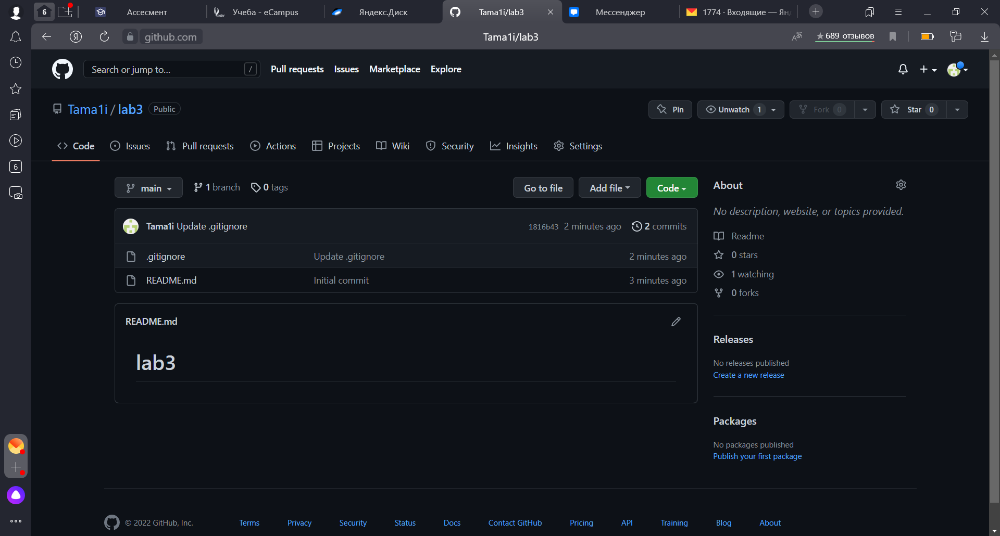 6 Ассесмент Учеба - eCampus Яндекс.Диск Tama1i/lab3 Мессенджер 1774 · Входящие — Ян
github.com Tama1i/lab3 ★689 отзывов
Search or jump to... / Pull requests Issues Marketplace Explore
Tama1i / lab3 Public Pin Unwatch 1 Fork 0 Star 0
Code Issues Pull requests Actions Projects Wiki Security Insights Settings
6
main 1 branch 0 tags Go to file Add file Code
Tama1i Update .gitignore 1816b43 2 minutes ago 2 commits
.gitignore Update .gitignore 2 minutes ago
README.md Initial commit 3 minutes ago
README.md
lab3
About
No description, website, or topics provided.
Readme
0 stars
1 watching
0 forks
Releases
No releases published
Create a new release
Packages
No packages published
Publish your first package
© 2022 GitHub, Inc. Terms Privacy Security Status Docs Contact GitHub Pricing API Training Blog About